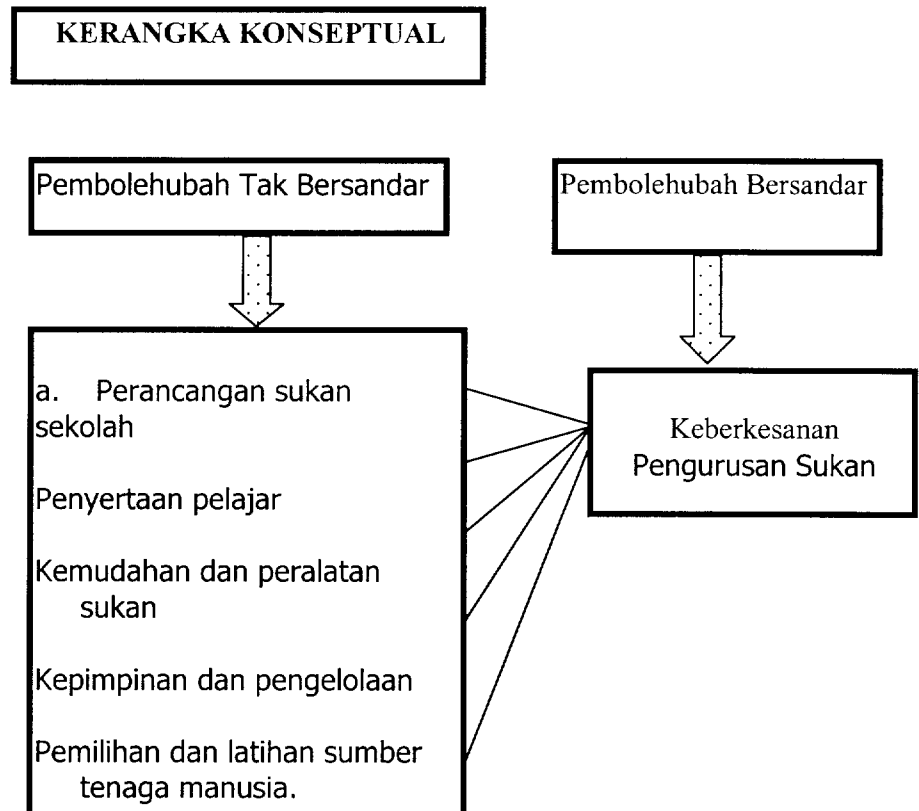 KERANGKA KONSEPTUAL
Pembolehubah Tak Bersandar
Pembolehubah Bersandar
a. Perancangan sukan
sekolah
Penyertaan pelajar
Kemudahan dan peralatan
sukan
Kepimpinan dan pengelolaan
Pemilihan dan latihan sumber
tenaga manusia.
Keberkesanan
Pengurusan Sukan